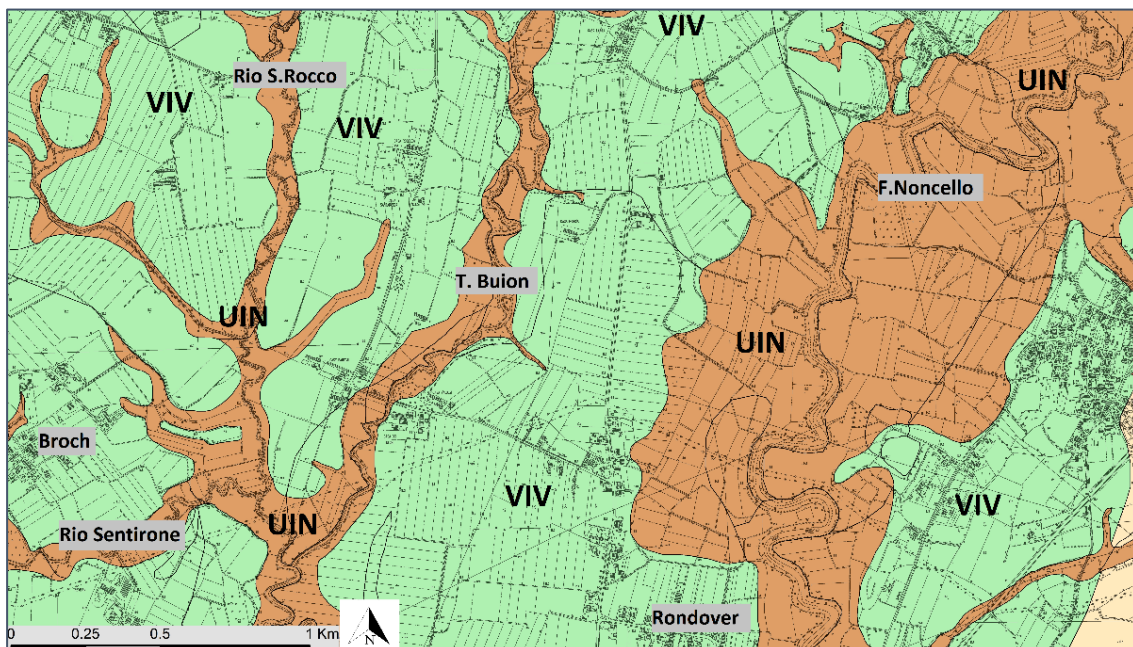 VIV
UIN
Rio S.Rocco
VIV
VIV
F.Noncello
T. Buion
UIN
UIN
Broch
VIV
VIV
UIN
Rio Sentirone
Rondover
0 0.25 0.5 1 Km
N